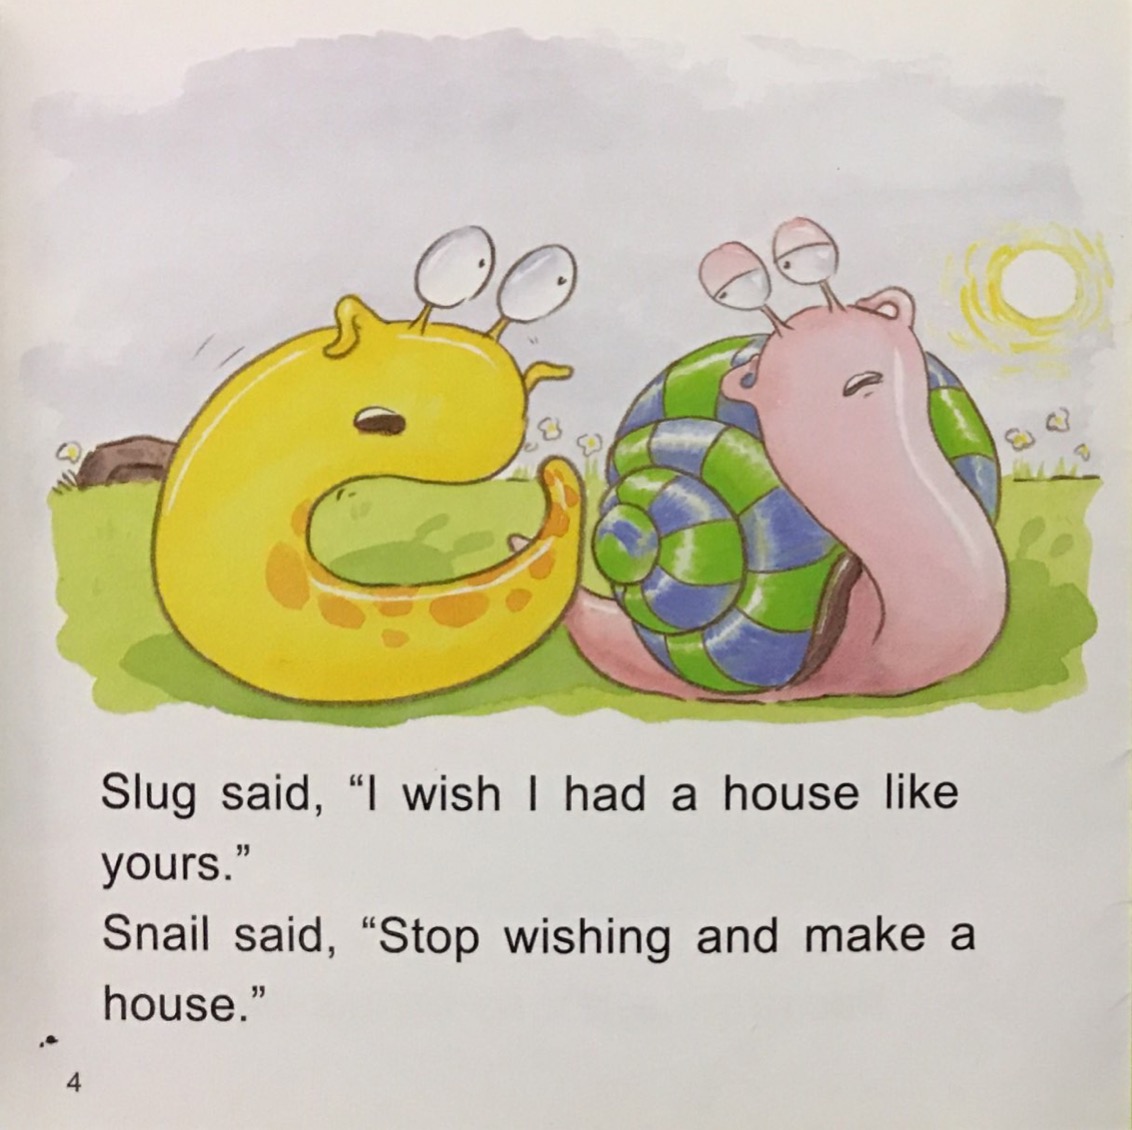 Slug said, “I wish I had a house like
yours.”
Snail said, “Stop wishing and make a
house.”
4